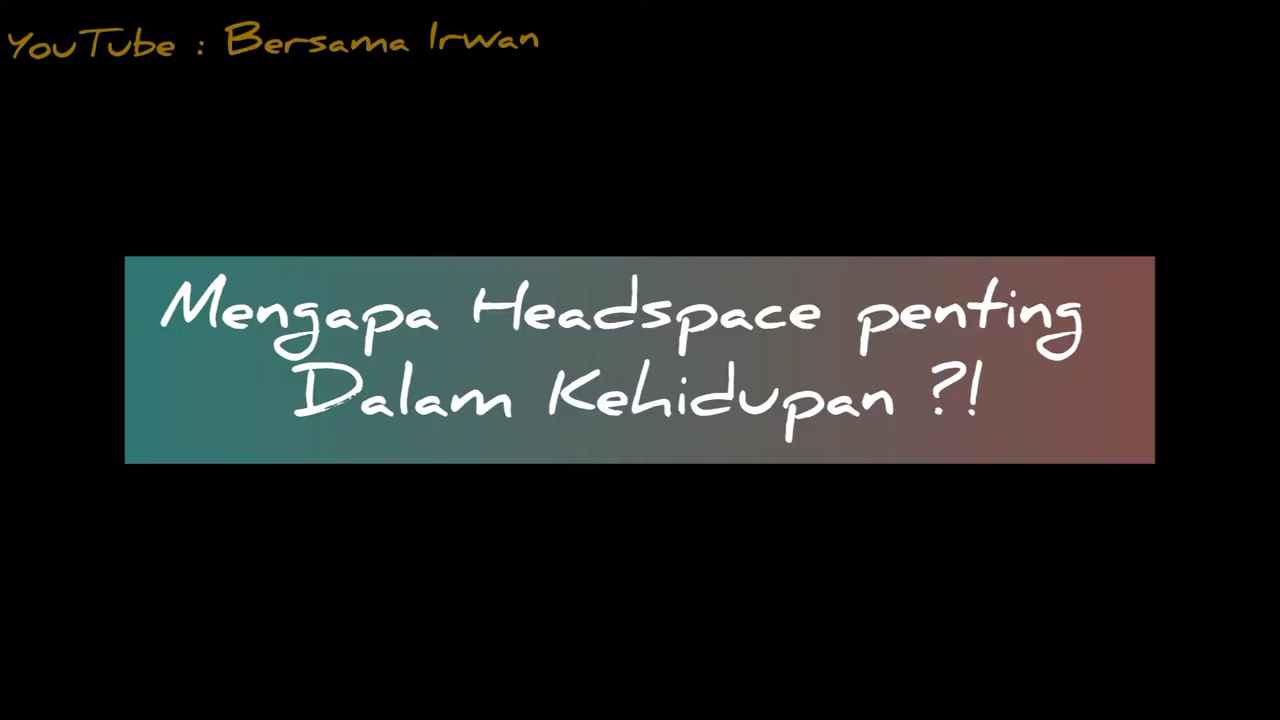 YouTube : Bersama Irwan
Mengapa Headspace penting
Dalam Kehidupan ?!